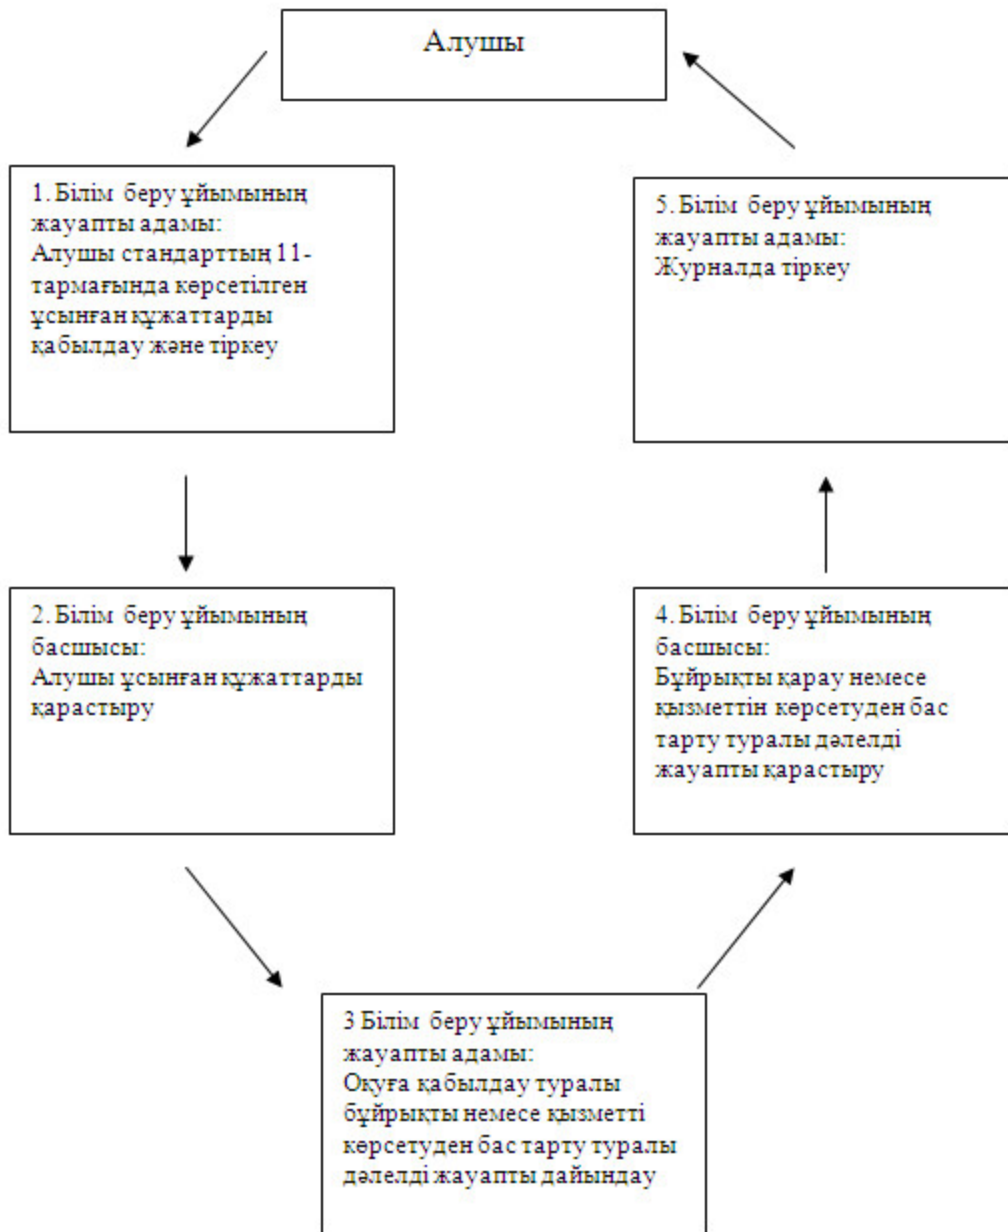 Алушы
1. Білім беру ұйымының
жауапты адамы:
Алушы стандарттың 11-
тармағында көрсетілген
ұсынған құжаттарды
қабылдау және тіркеу
2. Білім беру ұйымының
басшысы:
Алушы ұсынған құжаттарды
қарастыру
3 Білім беру ұйымының
жауапты адамы:
Оқуға қабылдау туралы
бұйрықты немесе қызметті
көрсетуден бас тарту туралы
дәлелді жауапты дайындау
4. Білім беру ұйымының
басшысы:
Бұйрықты қарау немесе
қызметтін көрсетуден бас
тарту туралы дәлелді
жауапты қарастыру
5. Білім беру ұйымының
жауапты адамы:
Журналда тіркеу